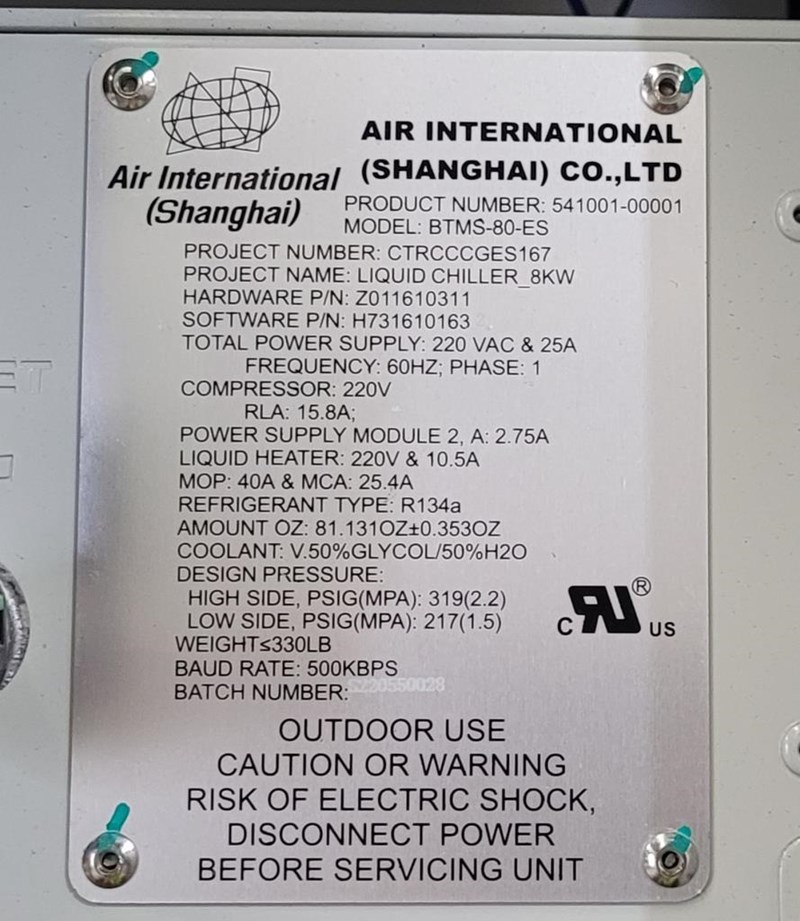 AIR INTERNATIONAL
(SHANGHAI) CO.,LTD
Air International
(Shanghai)
PRODUCT NUMBER: 541001-00001
MODEL: BTMS-80-ES
PROJECT NUMBER: CTRCCCGES167
PROJECT NAME: LIQUID CHILLER_8KW
HARDWARE P/N: Z011610311
SOFTWARE P/N: H731610163
TOTAL POWER SUPPLY: 220 VAC & 25A
FREQUENCY: 60HZ; PHASE: 1
COMPRESSOR: 220V
RLA: 15.8A;
POWER SUPPLY MODULE 2, A: 2.75A
LIQUID HEATER: 220V & 10.5A
MOP: 40A & MCA: 25.4A
REFRIGERANT TYPE: R134a
AMOUNT OZ: 81.131OZ±0.353OZ
COOLANT: V.50%GLYCOL/50%H2O
DESIGN PRESSURE:
HIGH SIDE, PSIG(MPA): 319(2.2)
LOW SIDE, PSIG(MPA): 217(1.5)
C RU® US
WEIGHT≤330LB
BAUD RATE: 500KBPS
BATCH NUMBER:
OUTDOOR USE
CAUTION OR WARNING
RISK OF ELECTRIC SHOCK,
DISCONNECT POWER
BEFORE SERVICING UNIT